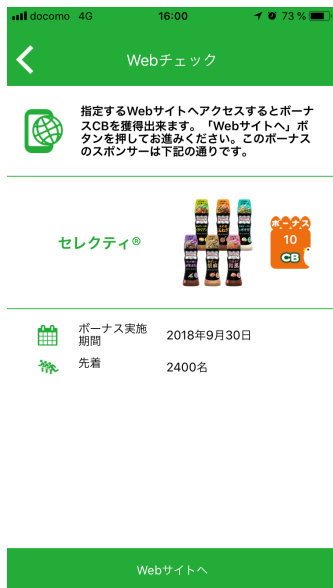 docomo 4G 16:00 73%
Webチェック
指定するWebサイトへアクセスするとボーナ
スCBを獲得出来ます。「Webサイトへ」ボ
タンを押してお進みください。このボーナス
のスポンサーは下記の通りです。
セレクティ®
ボーナス
10
CB
ボーナス実施
期間
2018年9月30日
先着
2400名
Webサイトへ